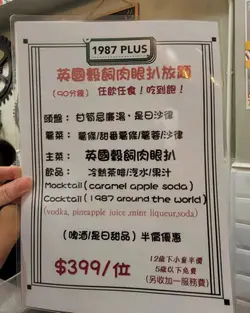 1987 PLUS
英國穀飼肉眼扒放題
(90分鐘) 任飲任食！吃到飽！
頭盤：甘筍忌廉湯，是日沙律
薯菜：薯條/甜番薯條/薯蓉/沙律
主菜：英國穀飼肉眼扒
飲品：冷熱茶啡/汽水/果汁
Mocktail (caramel apple soda)
Cocktail (1987 around the world)
(vodka, pineapple juice, mint liqueur, soda)
(啤酒/是日甜品) 半價優惠
$399/位
12歲下小童半價
5歲以下免費
(另收加一服務費)